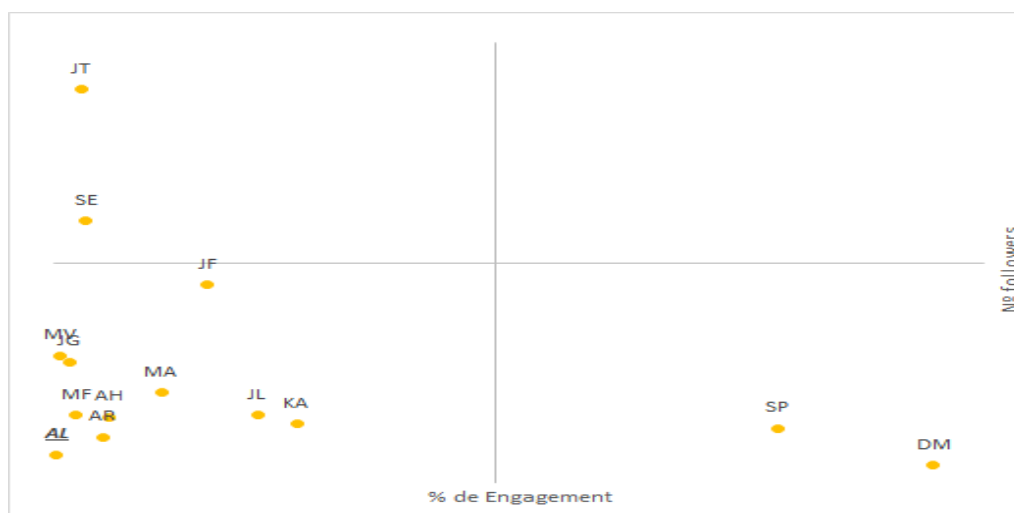 JT
SE
JF
MV
JG
MA
MF
AH
JL
KA
AB
AL
SP
DM
Nº followers
% de Engagement